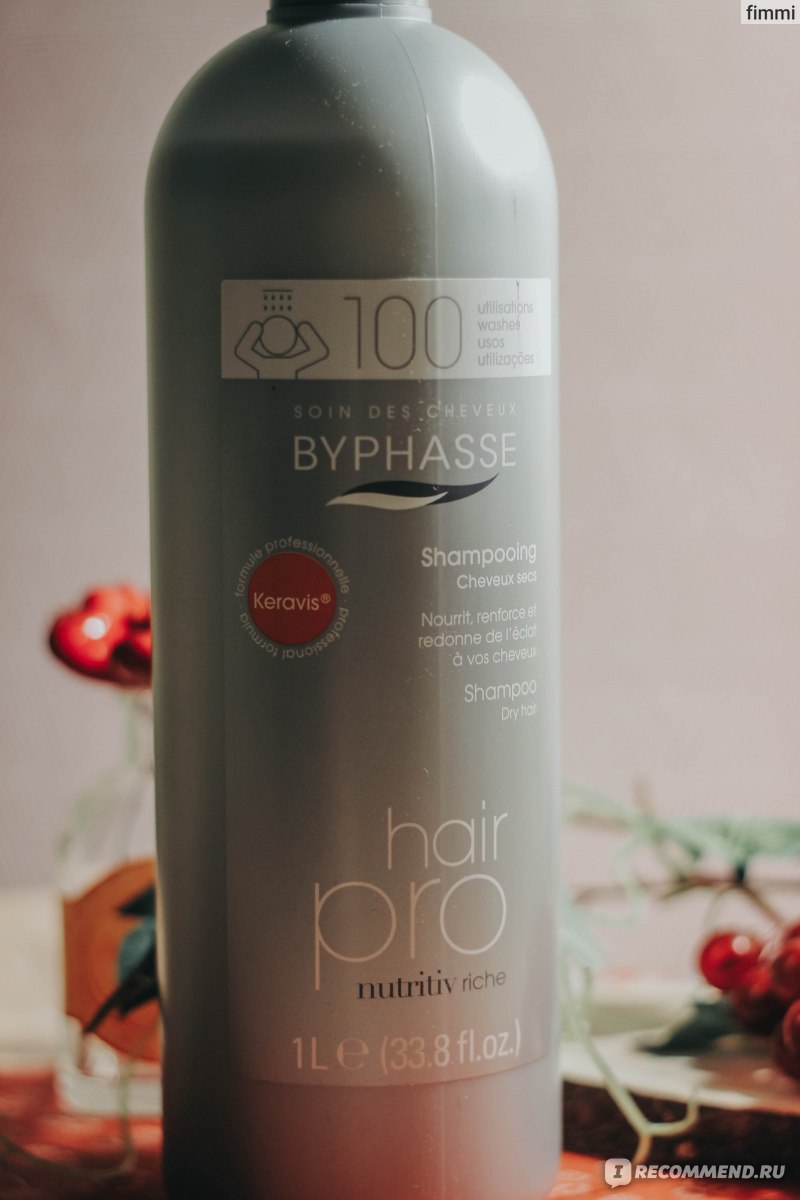 fimmi
100
utilisations
washes
usos
utilizações
SOIN DES CHEVEUX
BYPHASSE
formule professionnelle
Keravis®
professional formula
Shampooing
Cheveux secs
Nourrit, renforce et
redonne de l'éclat
à vos cheveux
Shampoo
Dry hair
hair
pro
nutritiv riche
1L ℮ (33.8 fl.oz.)
I RECOMMEND.RU